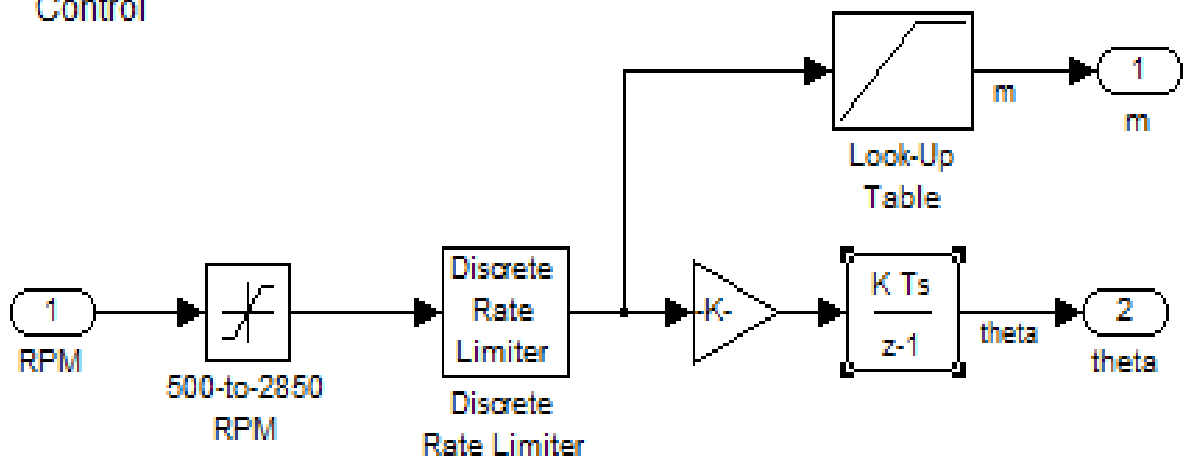 Control
1
m
1
m
Look-Up
Table
1
RPM
500-to-2850
RPM
Discrete
Rate
Limiter
Discrete
Rate Limiter
-K-
K Ts
z-1
theta
2
theta